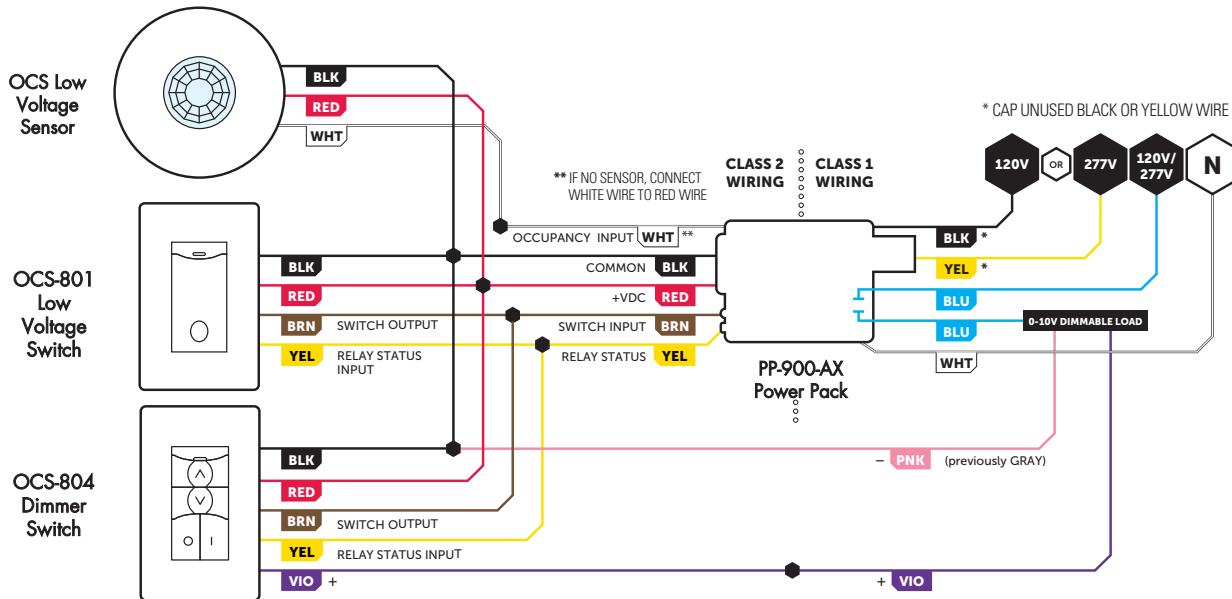 OCS Low
Voltage
Sensor
BLK
RED
WHT
* CAP UNUSED BLACK OR YELLOW WIRE
120V
OR
277V
120V/
277V
N
** IF NO SENSOR, CONNECT
WHITE WIRE TO RED WIRE
CLASS 2
WIRING
CLASS 1
WIRING
OCCUPANCY INPUT WHT **
OCS-801
Low
Voltage
Switch
BLK
COMMON BLK
RED
+VDC RED
BRN SWITCH OUTPUT
SWITCH INPUT BRN
YEL RELAY STATUS
INPUT
RELAY STATUS YEL
BLK *
YEL *
BLU
BLU
0-10V DIMMABLE LOAD
WHT
PP-900-AX
Power Pack
OCS-804
Dimmer
Switch
O I
BLK
– PNK (previously GRAY)
RED
BRN SWITCH OUTPUT
YEL RELAY STATUS INPUT
VIO +
+ VIO